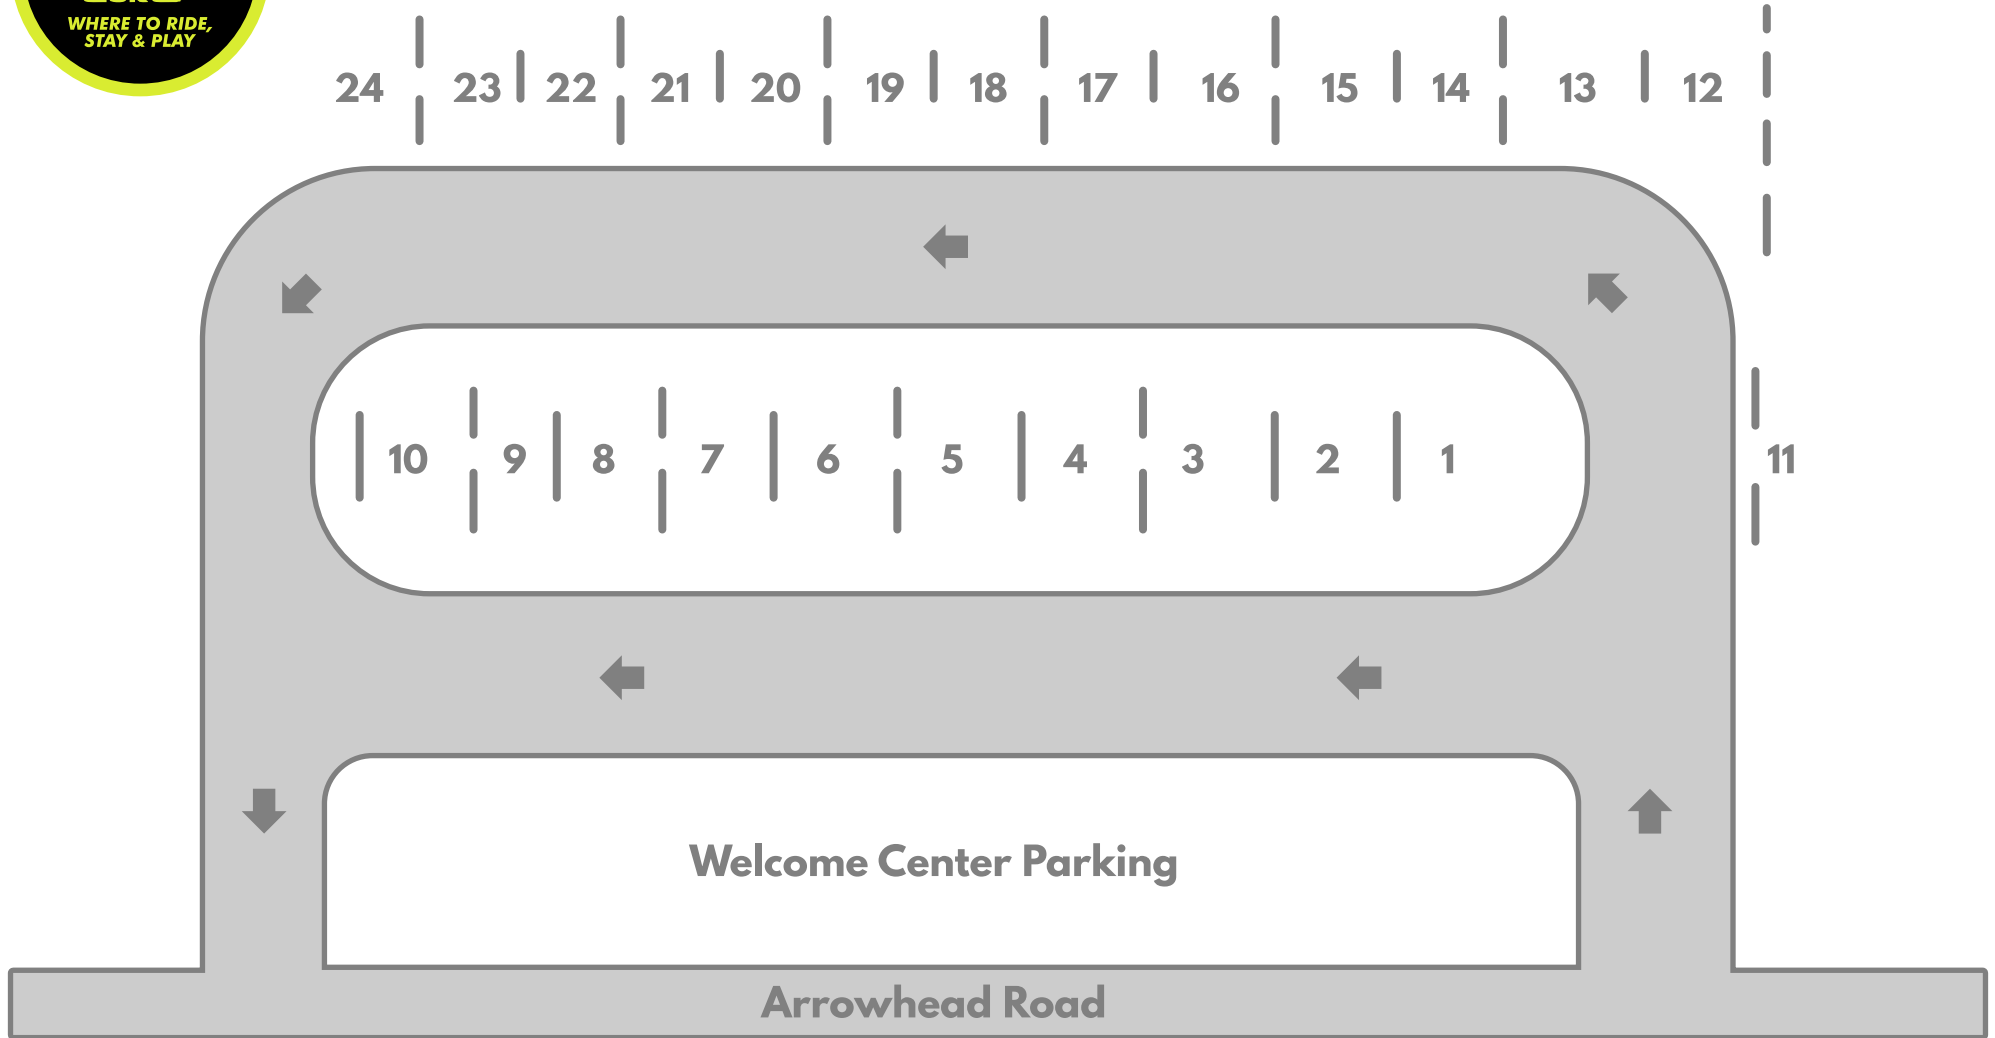 WHERE TO RIDE,
STAY & PLAY
24 23 22 21 20 19 18 17 16 15 14 13 12
10 9 8 7 6 5 4 3 2 1 11
Welcome Center Parking
Arrowhead Road